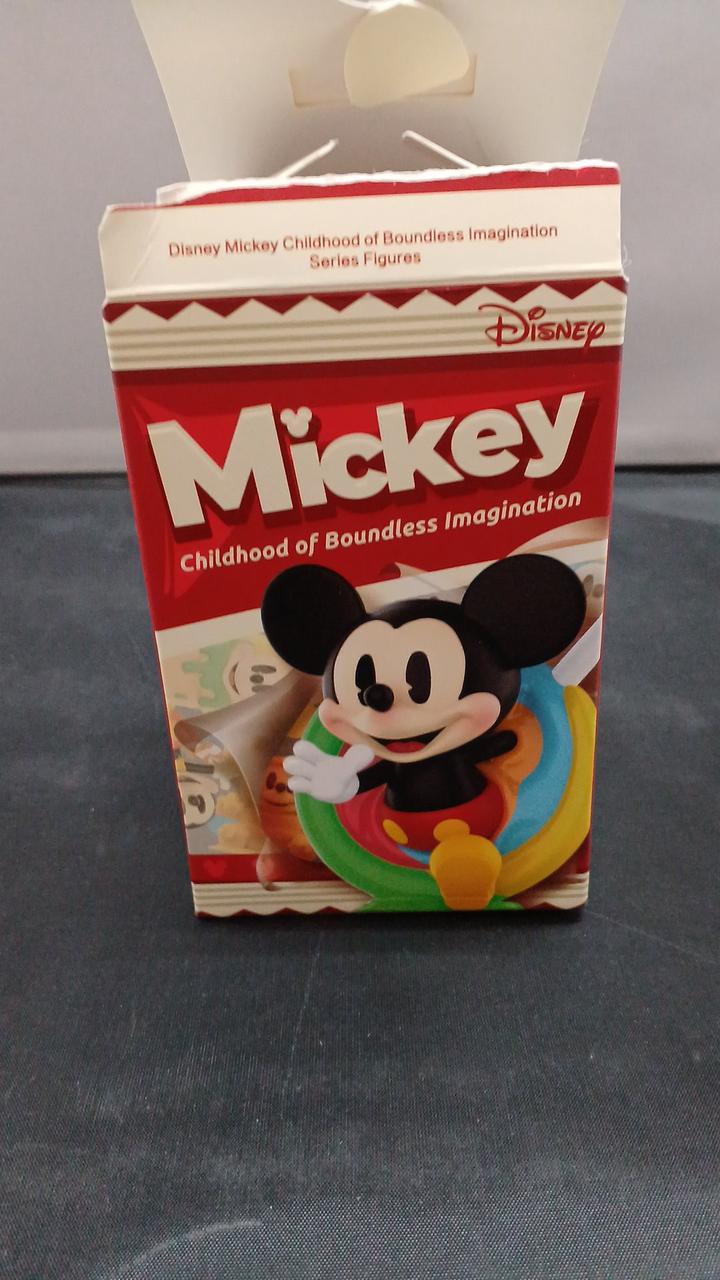 Disney Mickey Childhood of Boundless Imagination
Series Figures
Disney
Mickey
Childhood of Boundless Imagination